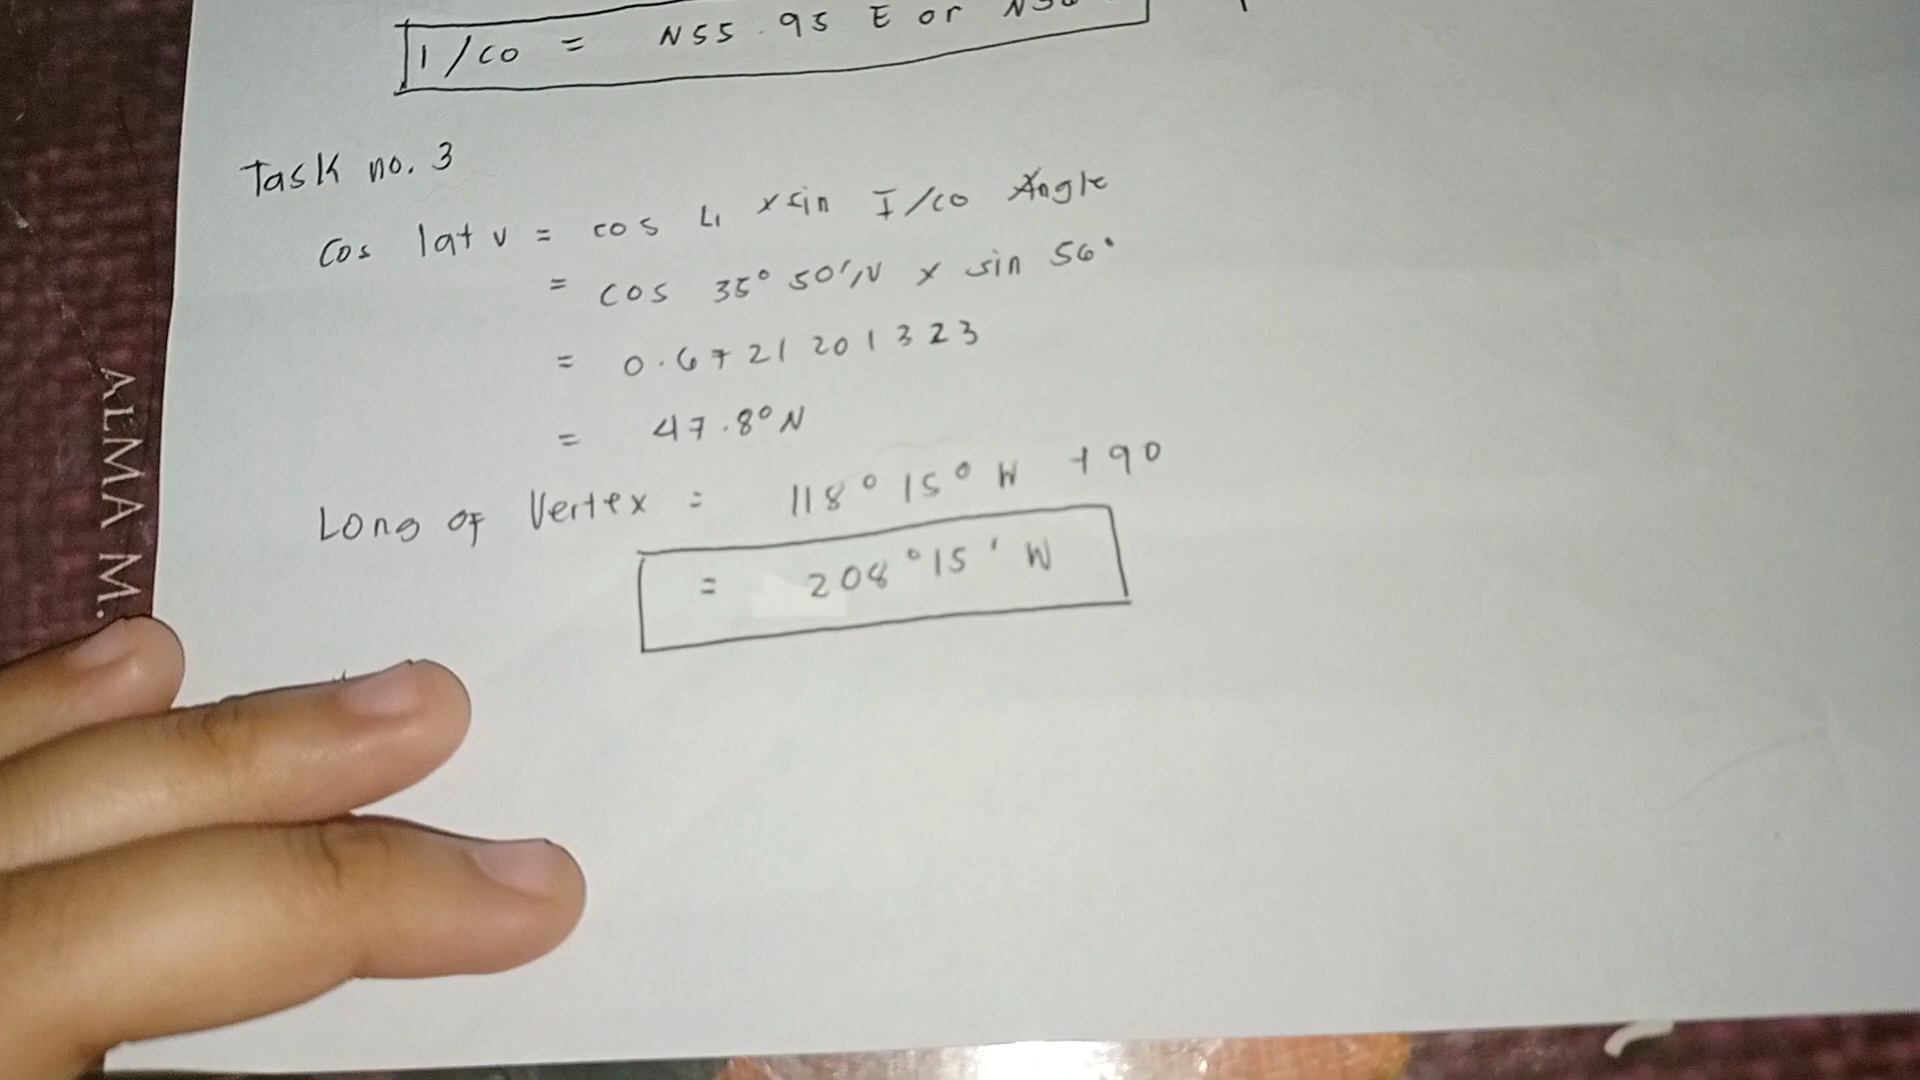 1/co = N55.95 E or
Task no. 3
Cos lat v = cos L1 x sin I/co Angle
= cos 35° 50',N x sin 56°
= 0.6721201323
= 47.8° N
Long of Vertex = 118° 15° W + 90
= 208° 15' W
ALMA M.